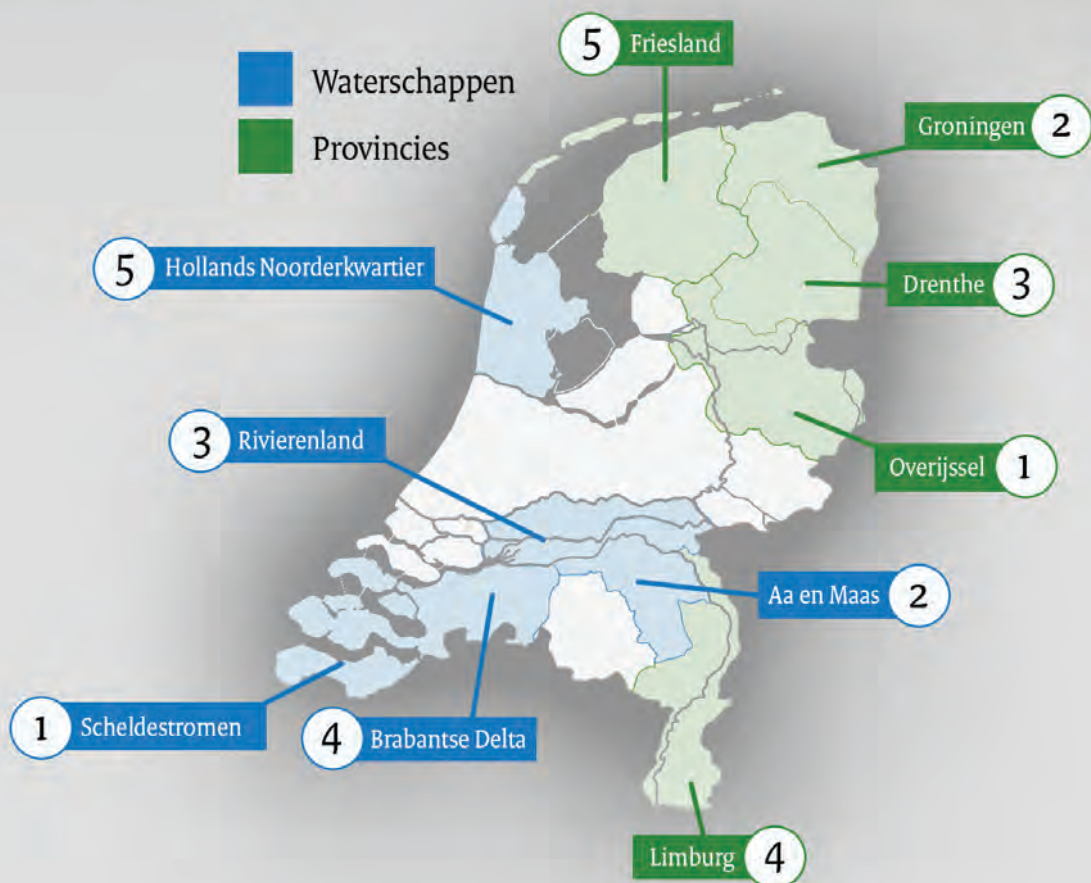 Waterschappen
Provincies
5 Friesland
Groningen 2
5 Hollands Noorderkwartier
Drenthe 3
3 Rivierenland
Overijssel 1
Aa en Maas 2
1 Scheldestromen
4 Brabantse Delta
Limburg 4